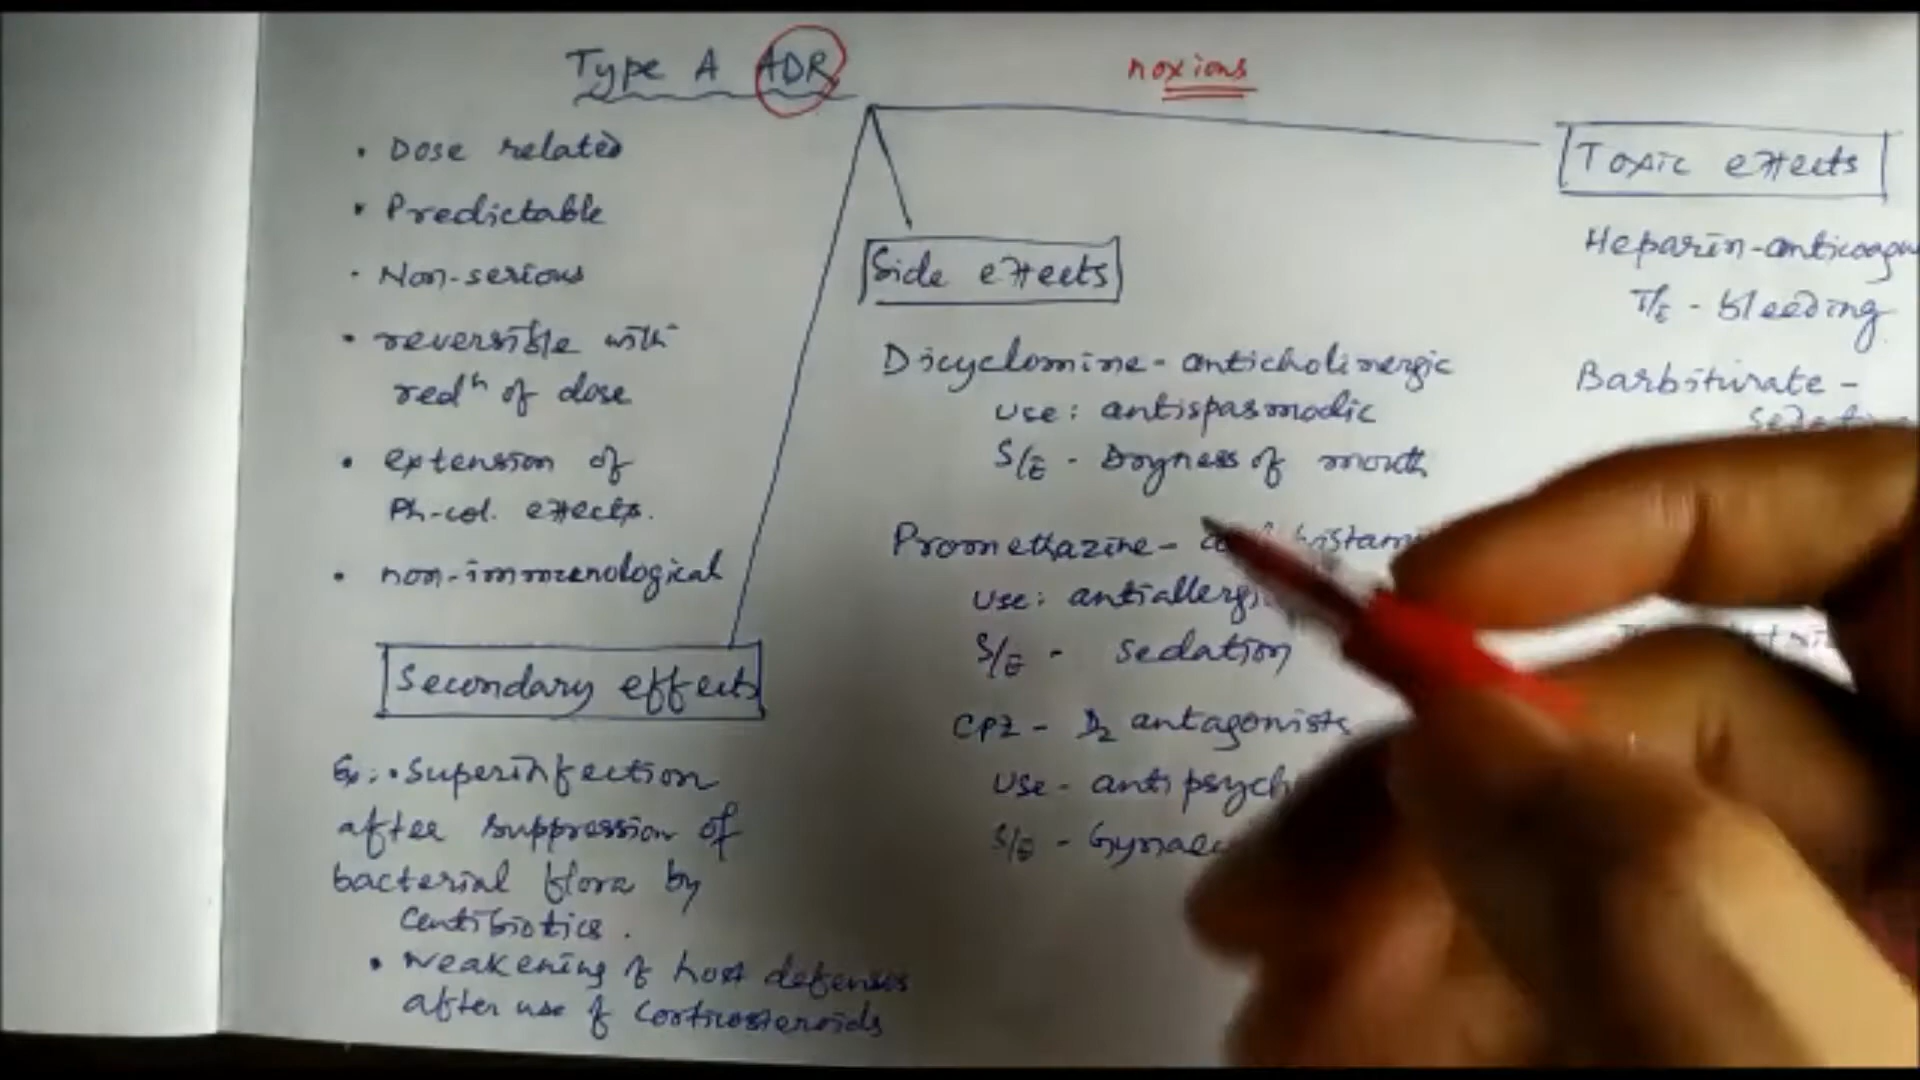 Type A ADR
noxious
• Dose related
• Predictable
• Non-serious
• reversible with
redn of dose
• extension of
Ph-col. effects.
• non-immunological
Secondary effects
Ex: • Superinfection
after suppression of
bacterial flora by
antibiotics.
• weakening of host defenses
after use of corticosteroids
Side effects
Dicyclomine - anticholinergic
Use: antispasmodic
S/E - Dryness of mouth
Promethazine -
Use:
S/E - Sedation
CPZ - D2 antagonists
Use -
S/E -
Toxic effects
Heparin -
T/E - bleeding
Barbiturate -